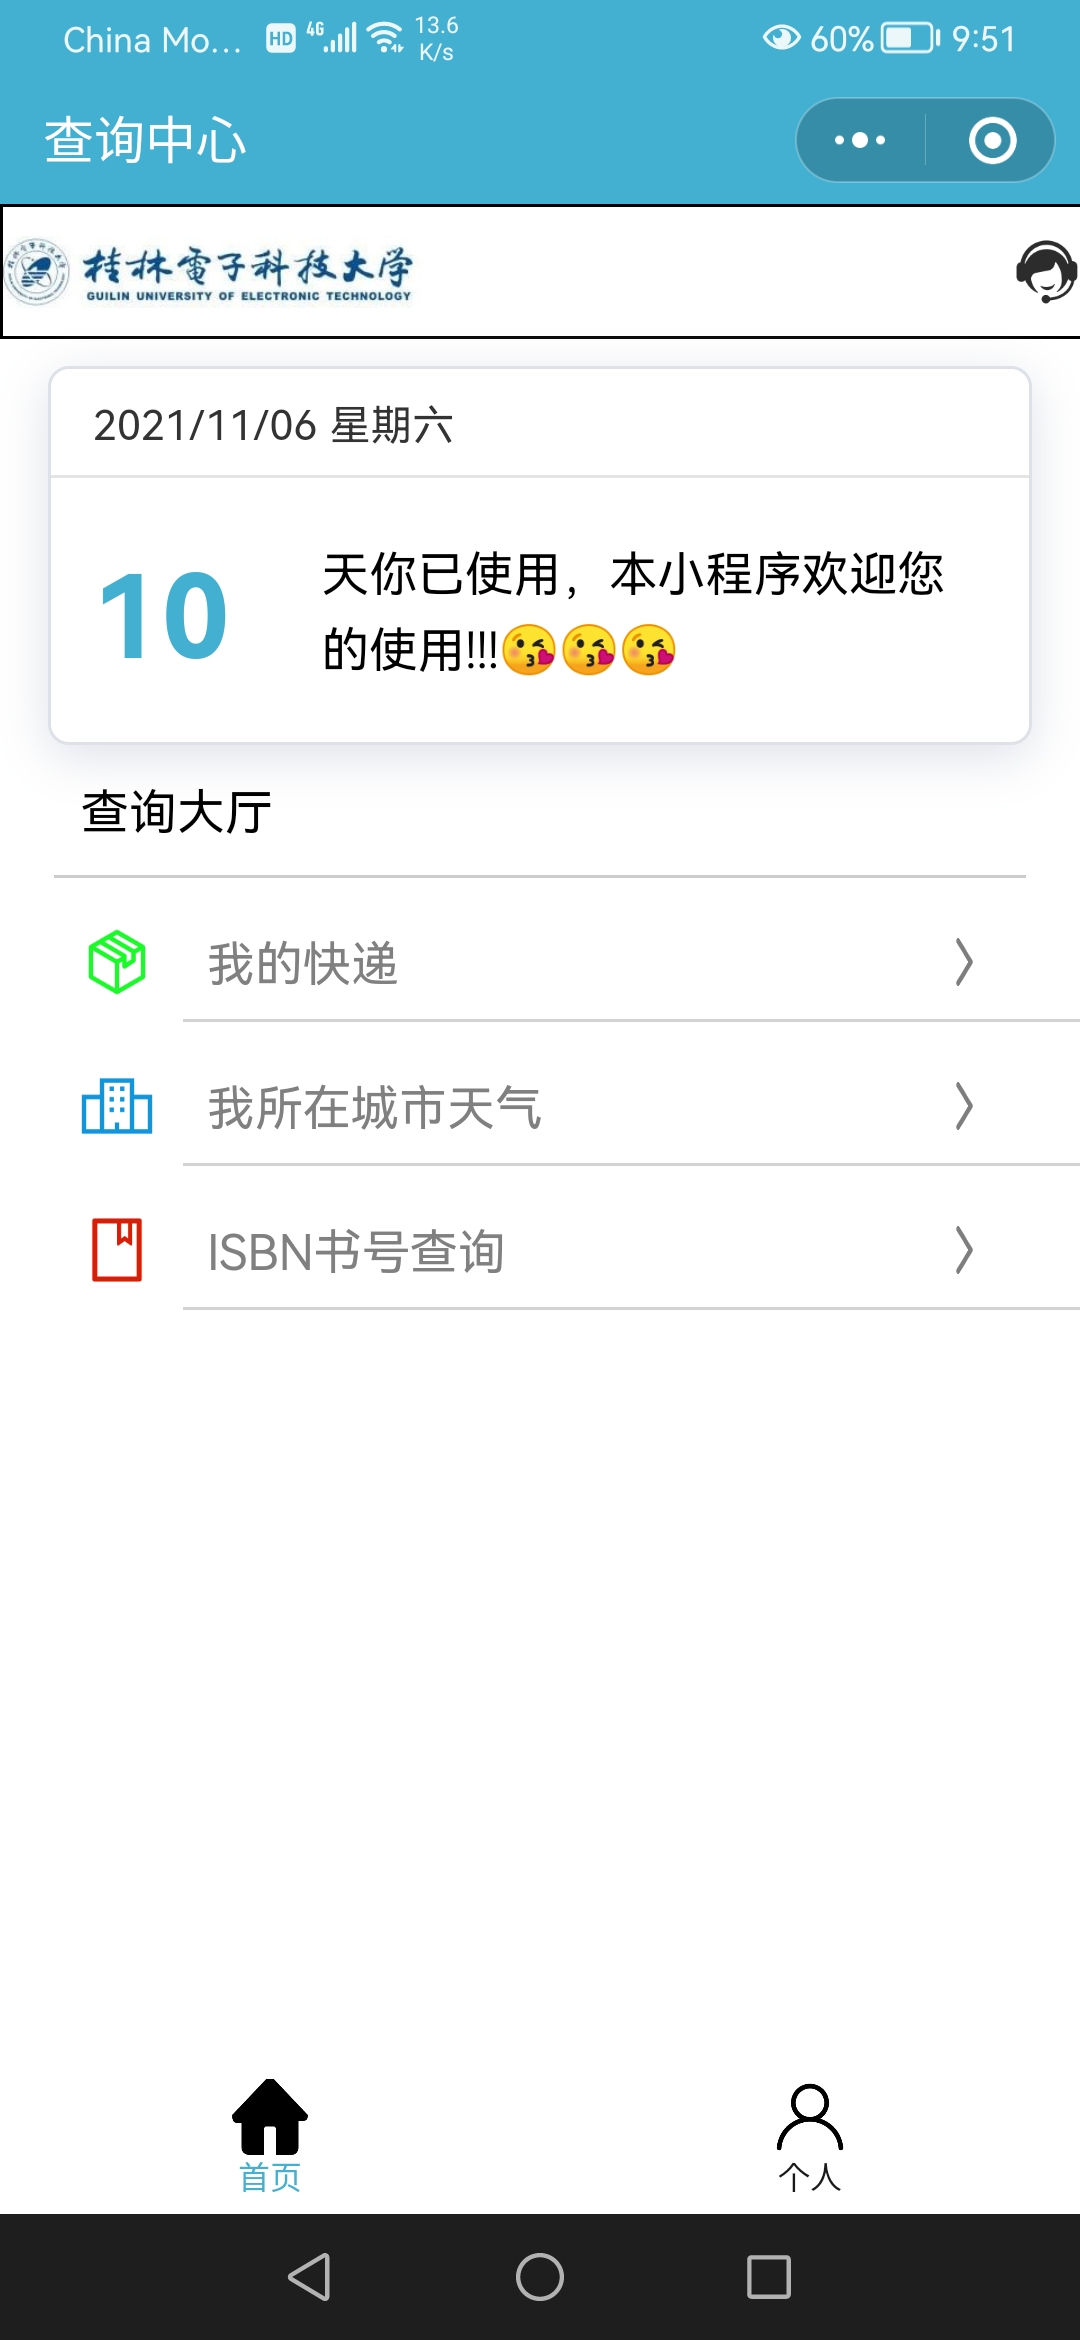 China Mo... HD 4G 13.6 K/s 60% 9:51
查询中心
桂林電子科技大学
GUILIN UNIVERSITY OF ELECTRONIC TECHNOLOGY
2021/11/06 星期六
10
天你已使用，本小程序欢迎您
的使用!!!😘😘😘
查询大厅
我的快递
我所在城市天气
ISBN书号查询
首页 个人